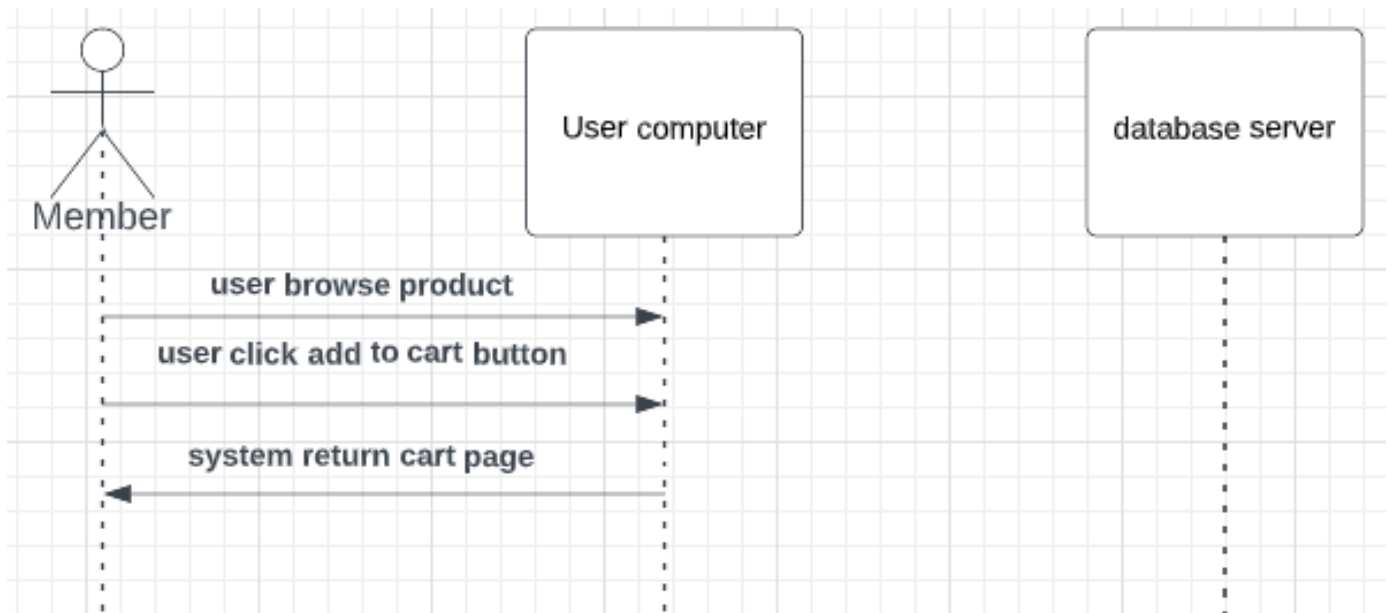 User computer
database server
Member
user browse product
user click add to cart button
system return cart page